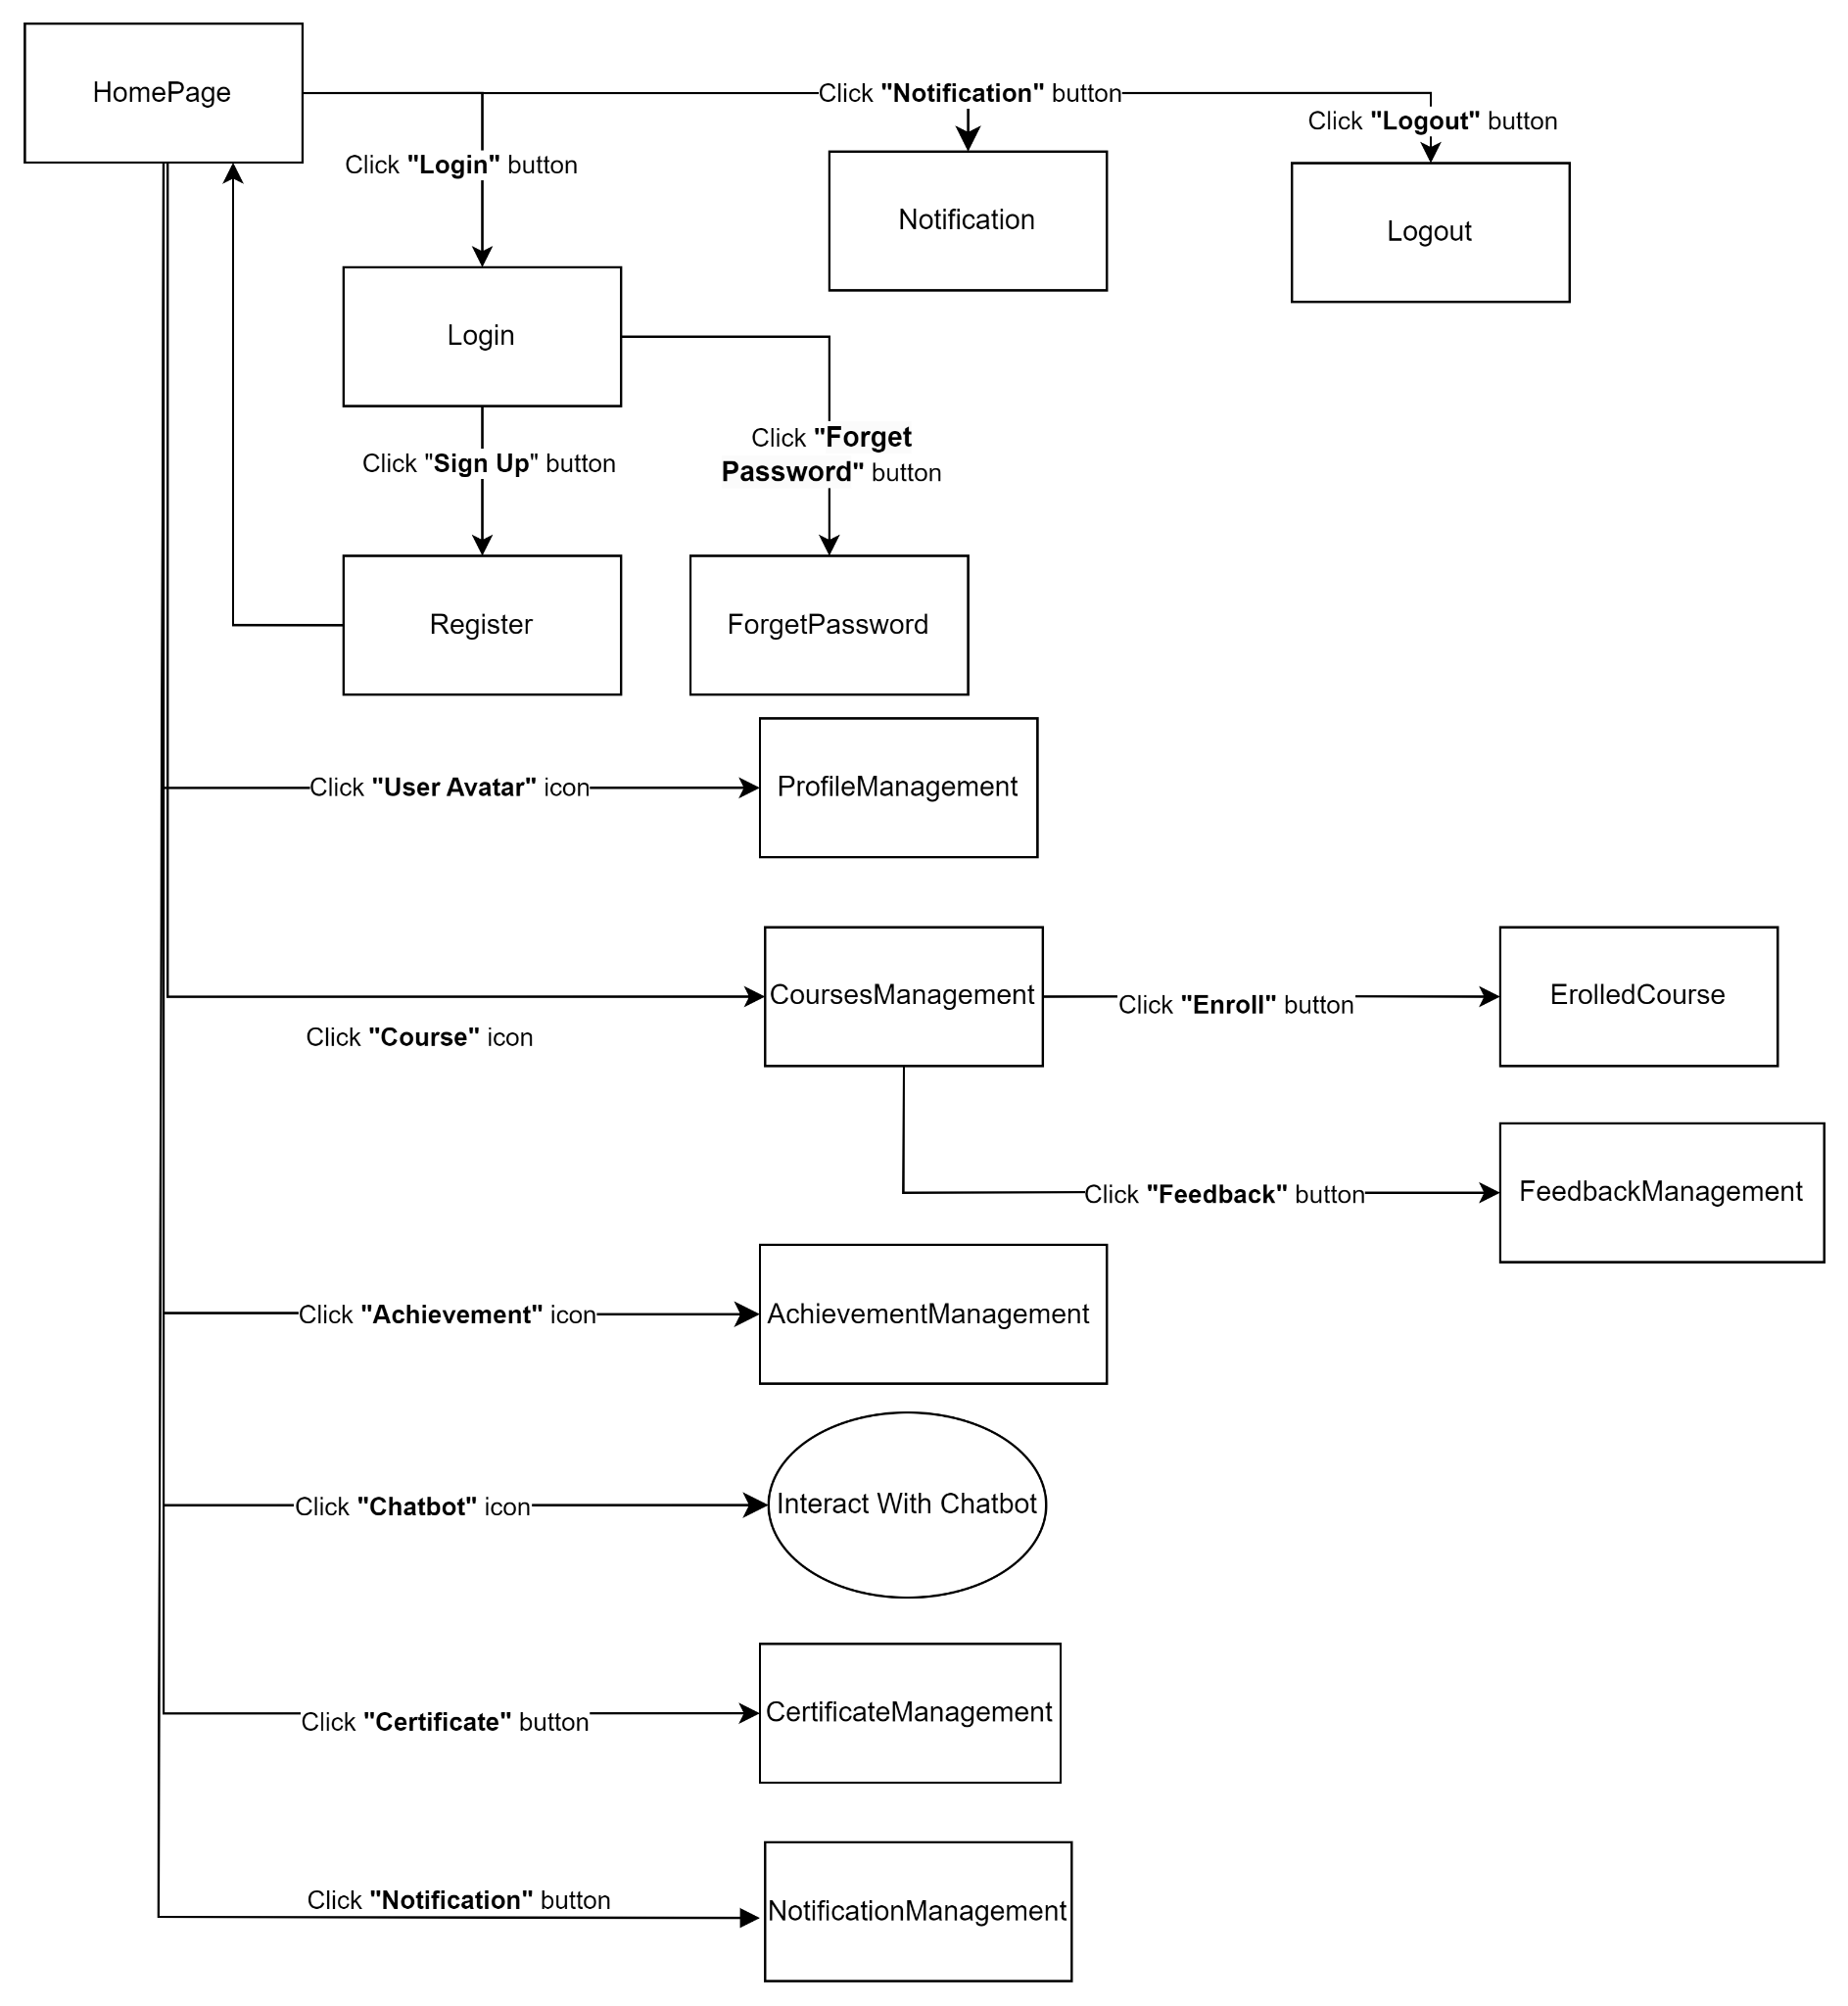 HomePage
Click "Notification" button
Click "Logout" button
Click "Login" button
Notification
Logout
Login
Click "Forget
Password" button
Click "Sign Up" button
Register
ForgetPassword
Click "User Avatar" icon
ProfileManagement
CoursesManagement
Click "Enroll" button
ErolledCourse
Click "Course" icon
Click "Feedback" button
FeedbackManagement
Click "Achievement" icon
AchievementManagement
Click "Chatbot" icon
Interact With Chatbot
Click "Certificate" button
CertificateManagement
Click "Notification" button
NotificationManagement